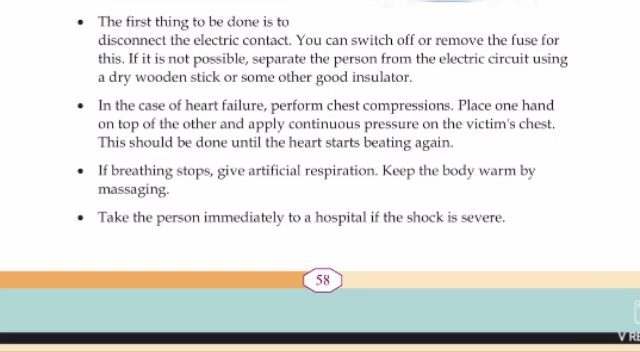 • The first thing to be done is to
disconnect the electric contact. You can switch off or remove the fuse for
this. If it is not possible, separate the person from the electric circuit using
a dry wooden stick or some other good insulator.
• In the case of heart failure, perform chest compressions. Place one hand
on top of the other and apply continuous pressure on the victim's chest.
This should be done until the heart starts beating again.
• If breathing stops, give artificial respiration. Keep the body warm by
massaging.
• Take the person immediately to a hospital if the shock is severe.
58